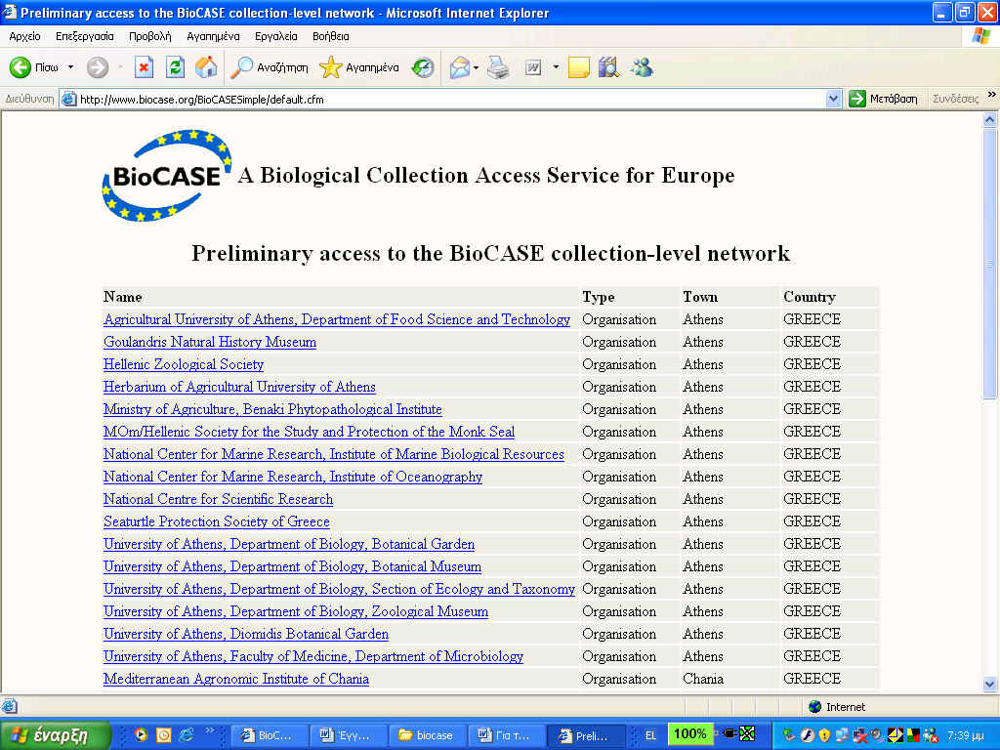 Preliminary access to the BioCASE collection-level network - Microsoft Internet Explorer
Αρχείο Επεξεργασία Προβολή Αγαπημένα Εργαλεία Βοήθεια
Πίσω Αναζήτηση Αγαπημένα
Διεύθυνση http://www.biocase.org/BioCASESimple/default.cfm Μετάβαση Συνδέσεις »
BioCASE A Biological Collection Access Service for Europe
Preliminary access to the BioCASE collection-level network
Name Type Town Country
Agricultural University of Athens, Department of Food Science and Technology Organisation Athens GREECE
Goulandris Natural History Museum Organisation Athens GREECE
Hellenic Zoological Society Organisation Athens GREECE
Herbarium of Agricultural University of Athens Organisation Athens GREECE
Ministry of Agriculture, Benaki Phytopathological Institute Organisation Athens GREECE
MOm/Hellenic Society for the Study and Protection of the Monk Seal Organisation Athens GREECE
National Center for Marine Research, Institute of Marine Biological Resources Organisation Athens GREECE
National Center for Marine Research, Institute of Oceanography Organisation Athens GREECE
National Centre for Scientific Research Organisation Athens GREECE
Seaturtle Protection Society of Greece Organisation Athens GREECE
University of Athens, Department of Biology, Botanical Garden Organisation Athens GREECE
University of Athens, Department of Biology, Botanical Museum Organisation Athens GREECE
University of Athens, Department of Biology, Section of Ecology and Taxonomy Organisation Athens GREECE
University of Athens, Department of Biology, Zoological Museum Organisation Athens GREECE
University of Athens, Diomidis Botanical Garden Organisation Athens GREECE
University of Athens, Faculty of Medicine, Department of Microbiology Organisation Athens GREECE
Mediterranean Agronomic Institute of Chania Organisation Chania GREECE
Internet
έναρξη » BioC... Έγγ... biocase Για τ... Preli... EL 100% 7:39 μμ